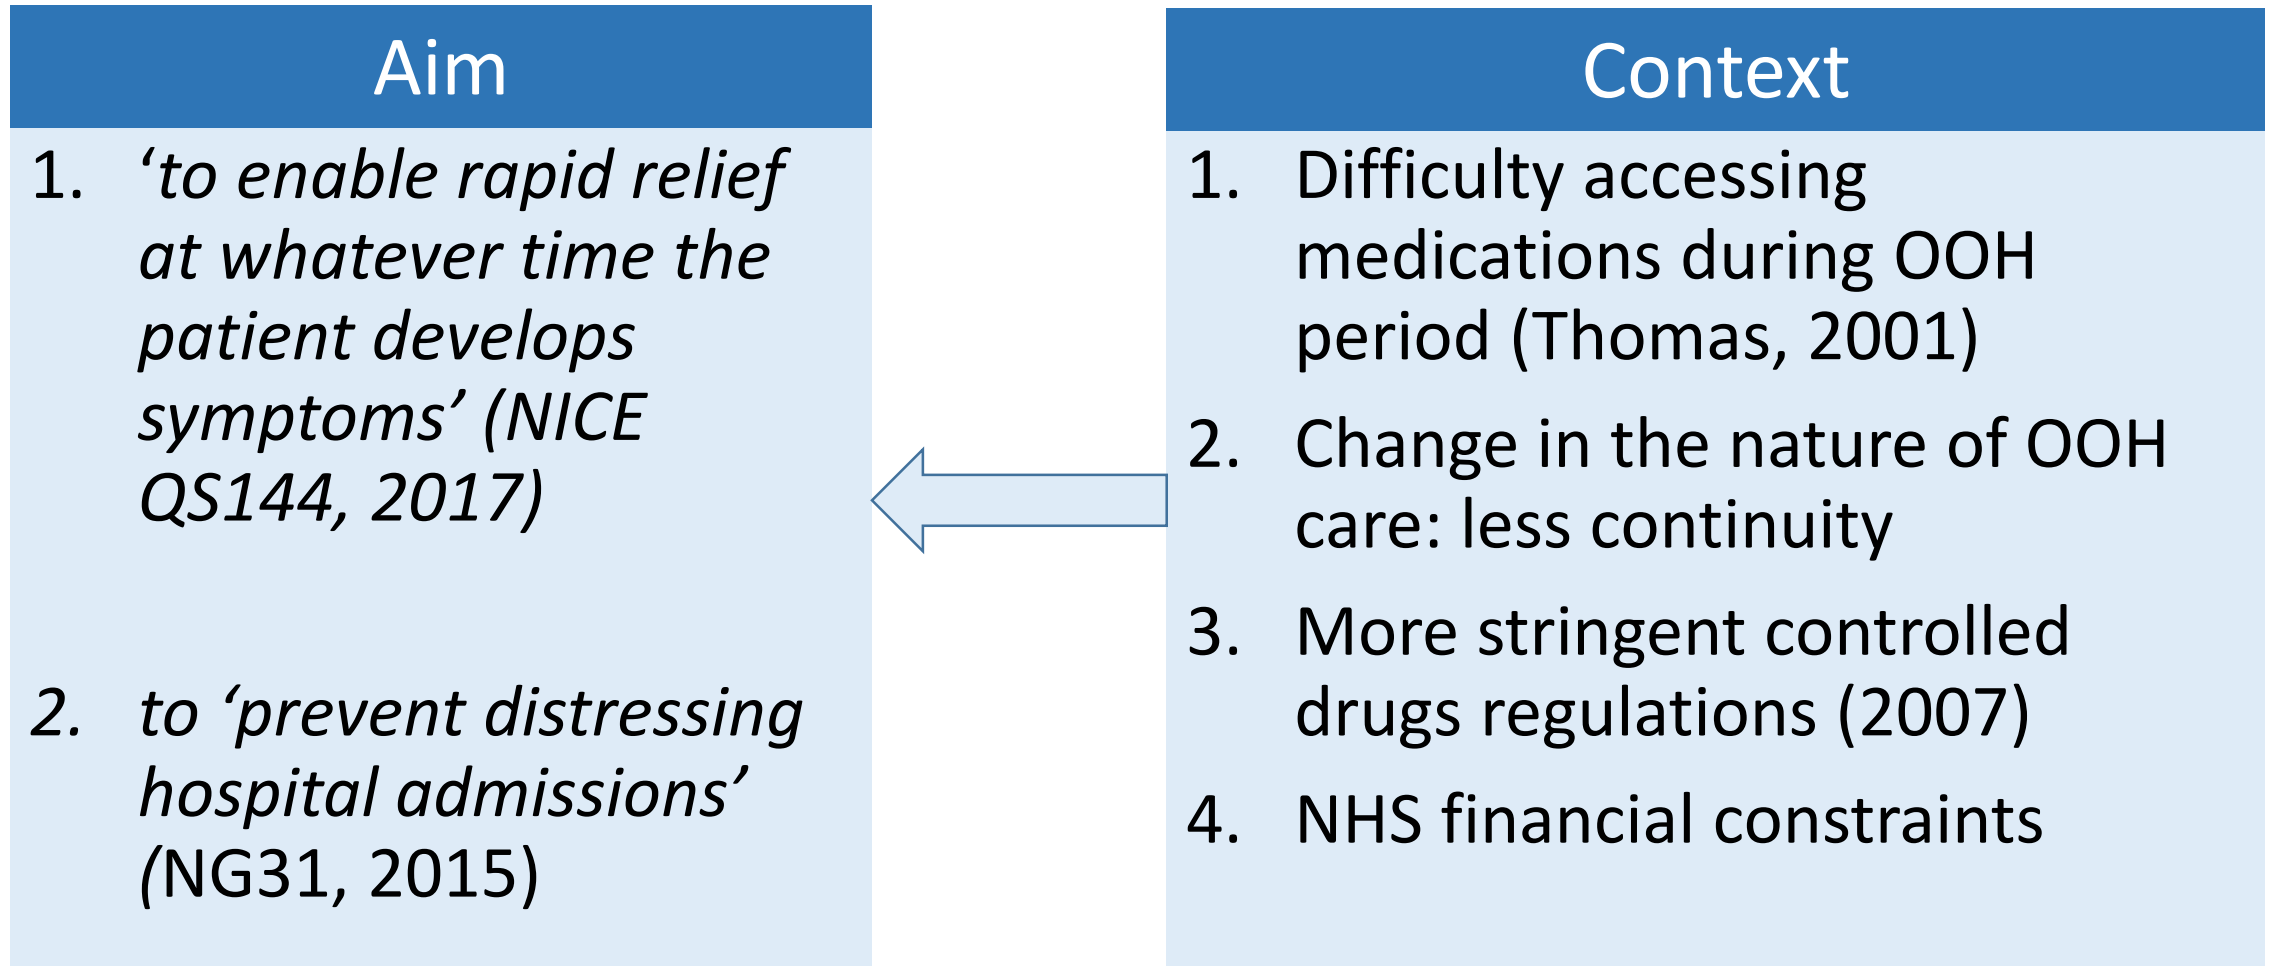 Aim
1. ‘to enable rapid relief
at whatever time the
patient develops
symptoms’ (NICE
QS144, 2017)
2. to ‘prevent distressing
hospital admissions’
(NG31, 2015)
Context
1. Difficulty accessing
medications during OOH
period (Thomas, 2001)
2. Change in the nature of OOH
care: less continuity
3. More stringent controlled
drugs regulations (2007)
4. NHS financial constraints